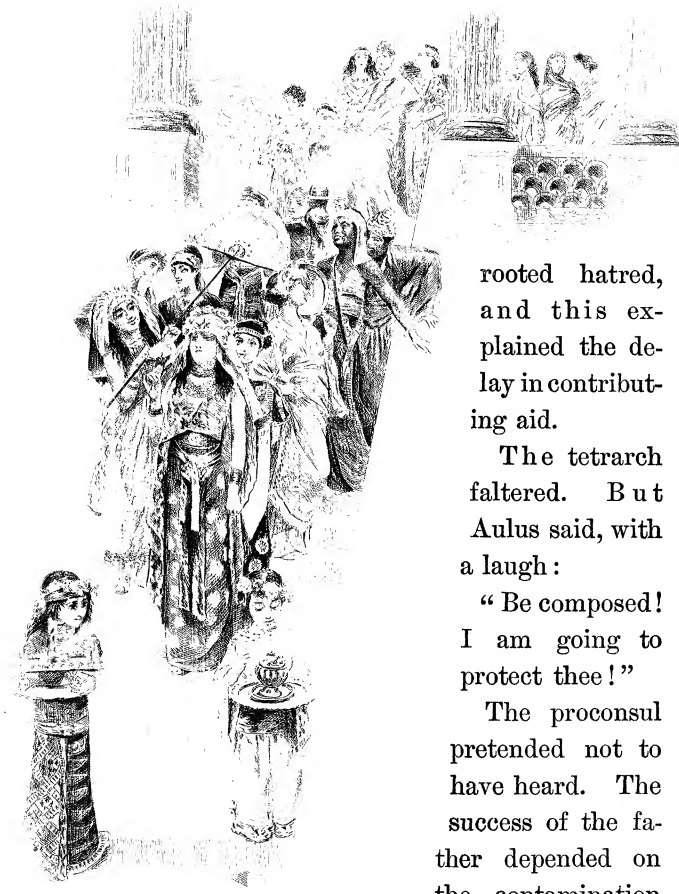 rooted hatred,
and this ex-
plained the de-
lay in contribut-
ing aid.
The tetrarch
faltered. But
Aulus said, with
a laugh:
“ Be composed!
I am going to
protect thee!”
The proconsul
pretended not to
have heard. The
success of the fa-
ther depended on
the contamination